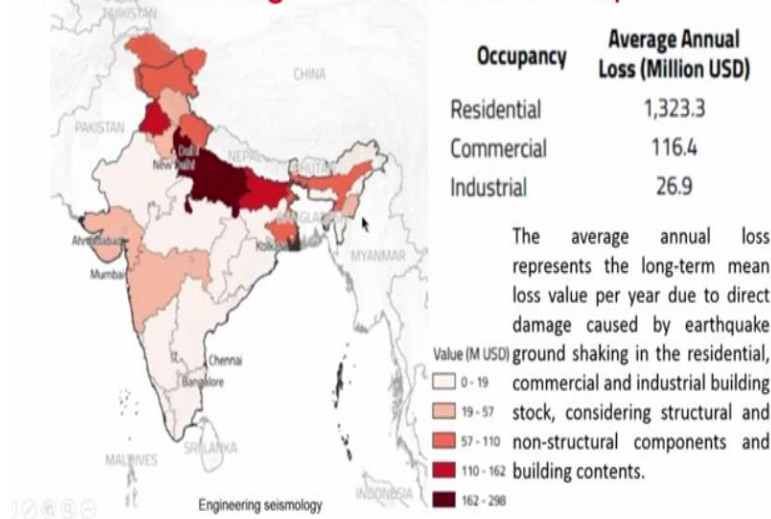 TAJIKISTAN
CHINA
PAKISTAN
Delhi
New Delhi
NEPAL
BHUTAN
BANGLADESH
Ahmedabad
Kolkata
MYANMAR
Mumbai
Chennai
Bangalore
SRI LANKA
MALDIVES
INDONESIA
Engineering seismology
Occupancy Average Annual
Loss (Million USD)
Residential 1,323.3
Commercial 116.4
Industrial 26.9
The average annual loss
represents the long-term mean
loss value per year due to direct
damage caused by earthquake
ground shaking in the residential,
commercial and industrial building
stock, considering structural and
non-structural components and
building contents.
Value (M USD)
0 - 19
19 - 57
57 - 110
110 - 162
162 - 298